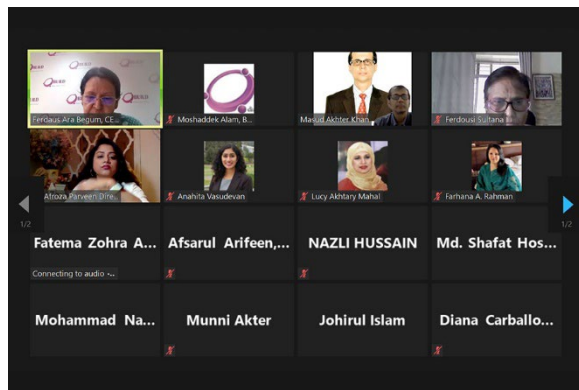 Ferdaus Ara Begum, CE...
Moshaddek Alam, B...
Masud Akhter Khan
Ferdousi Sultana
Afroza Parveen Dire...
Anahita Vasudevan
Lucy Akhtary Mahal
Farhana A. Rahman
1/2
1/2
Fatema Zohra A...
Afsarul Arifeen,...
NAZLI HUSSAIN
Md. Shafat Hos...
Connecting to audio ·..
Mohammad Na...
Munni Akter
Johirul Islam
Diana Carballo...